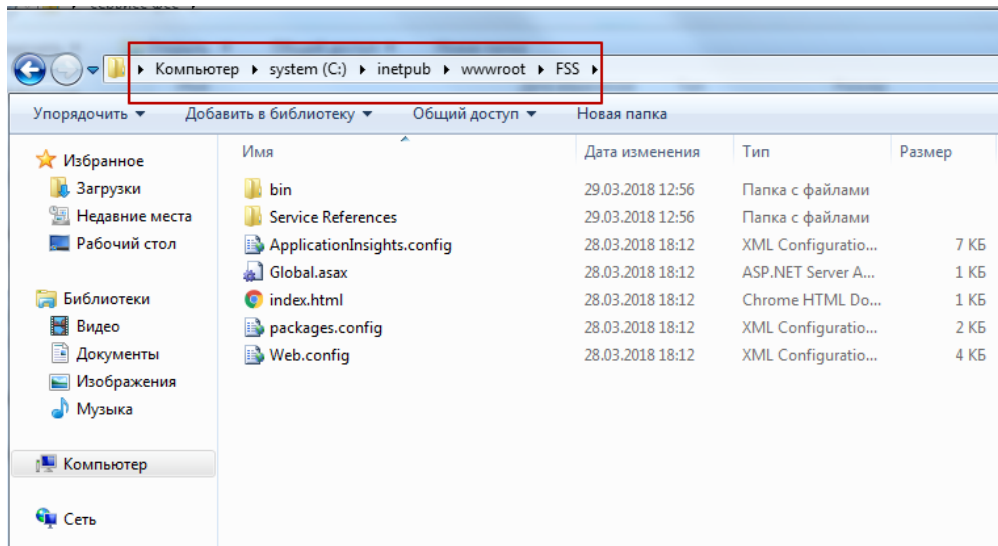 Компьютер ▸ system (C:) ▸ inetpub ▸ wwwroot ▸ FSS ▸
Упорядочить ▾ Добавить в библиотеку ▾ Общий доступ ▾ Новая папка
Избранное
Загрузки
Недавние места
Рабочий стол
Библиотеки
Видео
Документы
Изображения
Музыка
Компьютер
Сеть
Имя Дата изменения Тип Размер
bin 29.03.2018 12:56 Папка с файлами
Service References 29.03.2018 12:56 Папка с файлами
ApplicationInsights.config 28.03.2018 18:12 XML Configuratio... 7 КБ
Global.asax 28.03.2018 18:12 ASP.NET Server A... 1 КБ
index.html 28.03.2018 18:12 Chrome HTML Do... 1 КБ
packages.config 28.03.2018 18:12 XML Configuratio... 2 КБ
Web.config 28.03.2018 18:12 XML Configuratio... 4 КБ